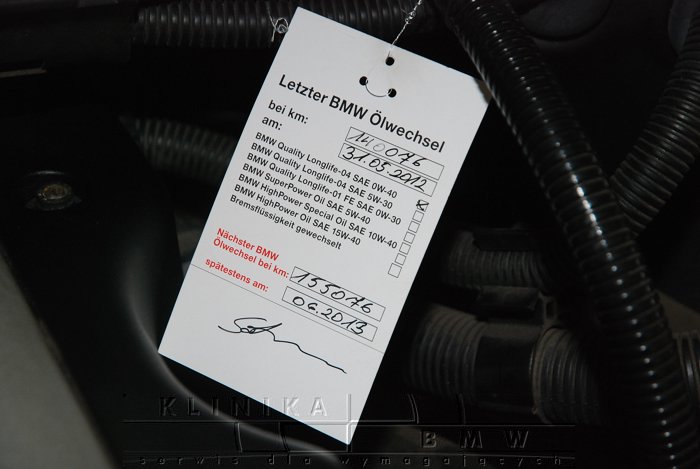 Letzter BMW Ölwechsel
bei km: 140076
am: 31.05.2012
BMW Quality Longlife-04 SAE 0W-40
BMW Quality Longlife-04 SAE 5W-30
BMW Quality Longlife-01 FE SAE 0W-30
BMW SuperPower Oil SAE 5W-40
BMW HighPower Special Oil SAE 10W-40
BMW HighPower Oil SAE 15W-40
Bremsflüssigkeit gewechselt
Nächster BMW
Ölwechsel bei km: 155076
spätestens am: 06.2013
KLINIKA
BMW
serwis dla wymagających